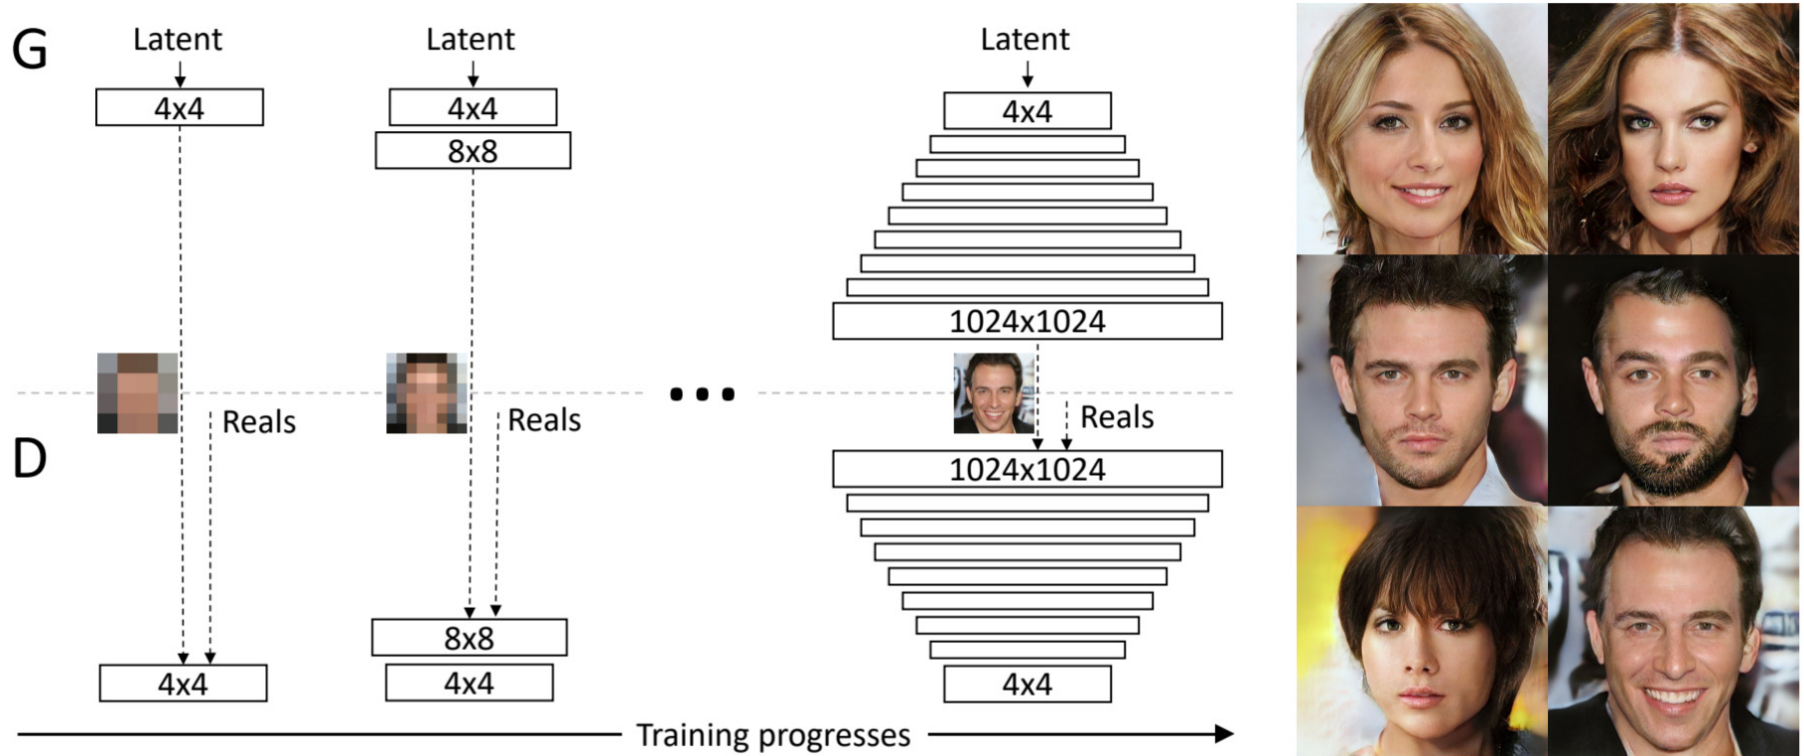 G
Latent
4x4
Latent
4x4
8x8
Latent
4x4
1024x1024
Reals
Reals
Reals
D
4x4
8x8
4x4
1024x1024
4x4
Training progresses